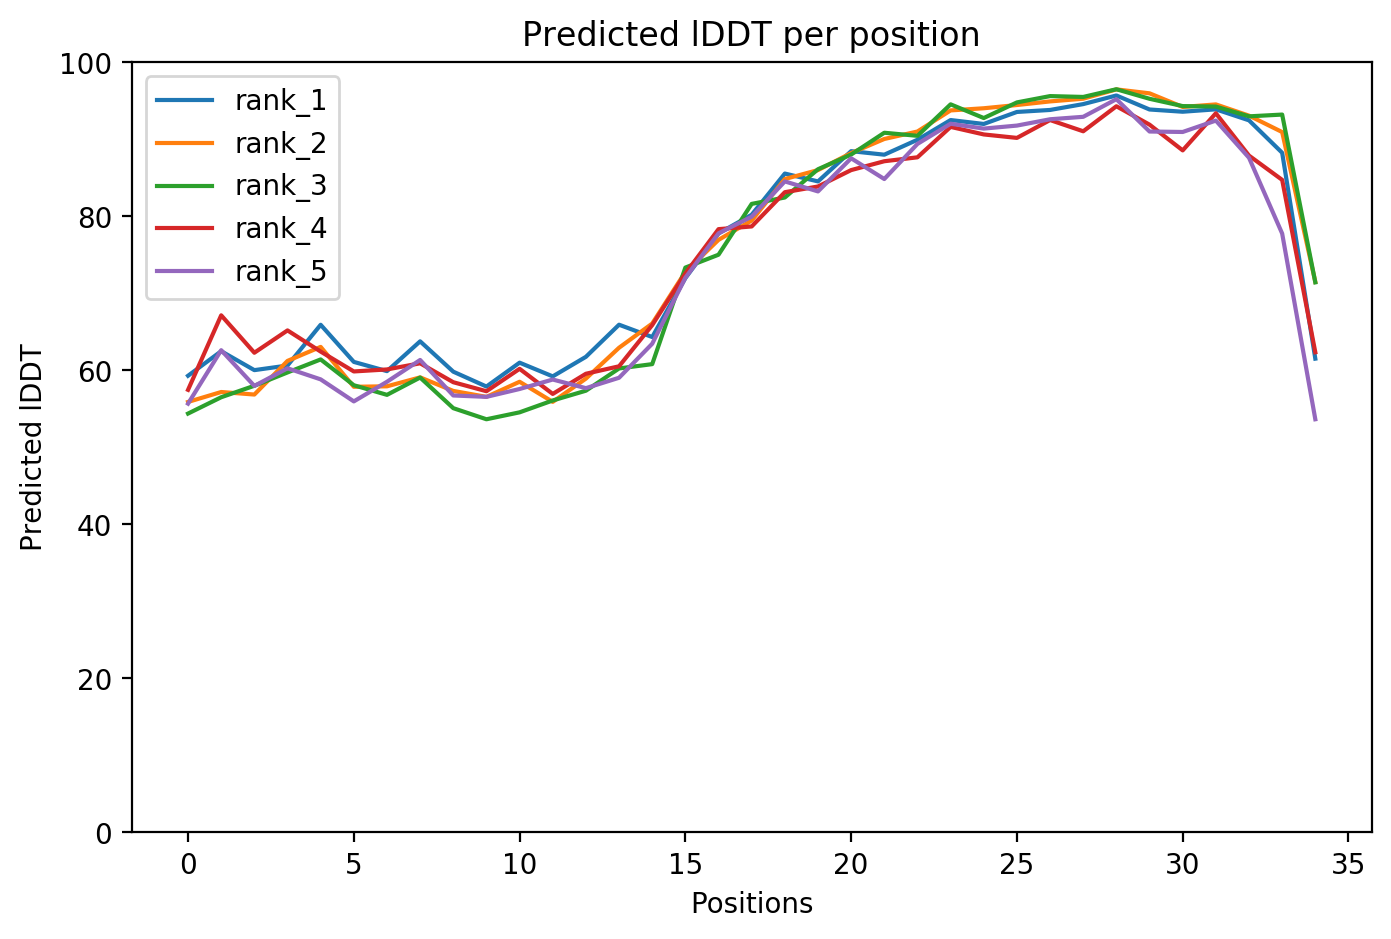 Predicted lDDT per position
100
80
60
40
20
0
Predicted lDDT
rank_1
rank_2
rank_3
rank_4
rank_5
0 5 10 15 20 25 30 35
Positions